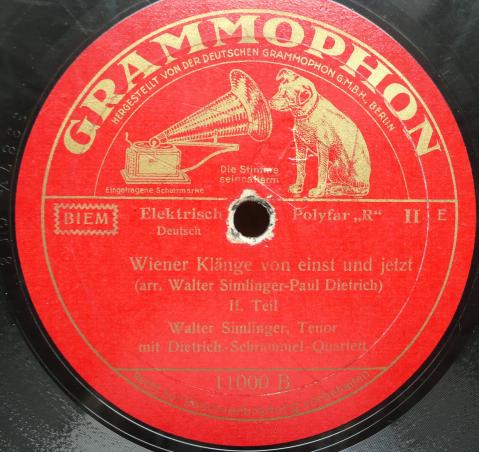 GRAMMOPHON
HERGESTELLT VON DER DEUTSCHEN GRAMMOPHON G.M.B.H. BERLIN
Die Stimme
seines Herrn
Eingetragene Schutzmarke
BIEM Elektrisch Polyfar „R“ II E
Deutsch
Wiener Klänge von einst und jetzt
(arr. Walter Simlinger-Paul Dietrich)
II. Teil
Walter Simlinger, Tenor
mit Dietrich-Schrammel-Quartett
11000 B